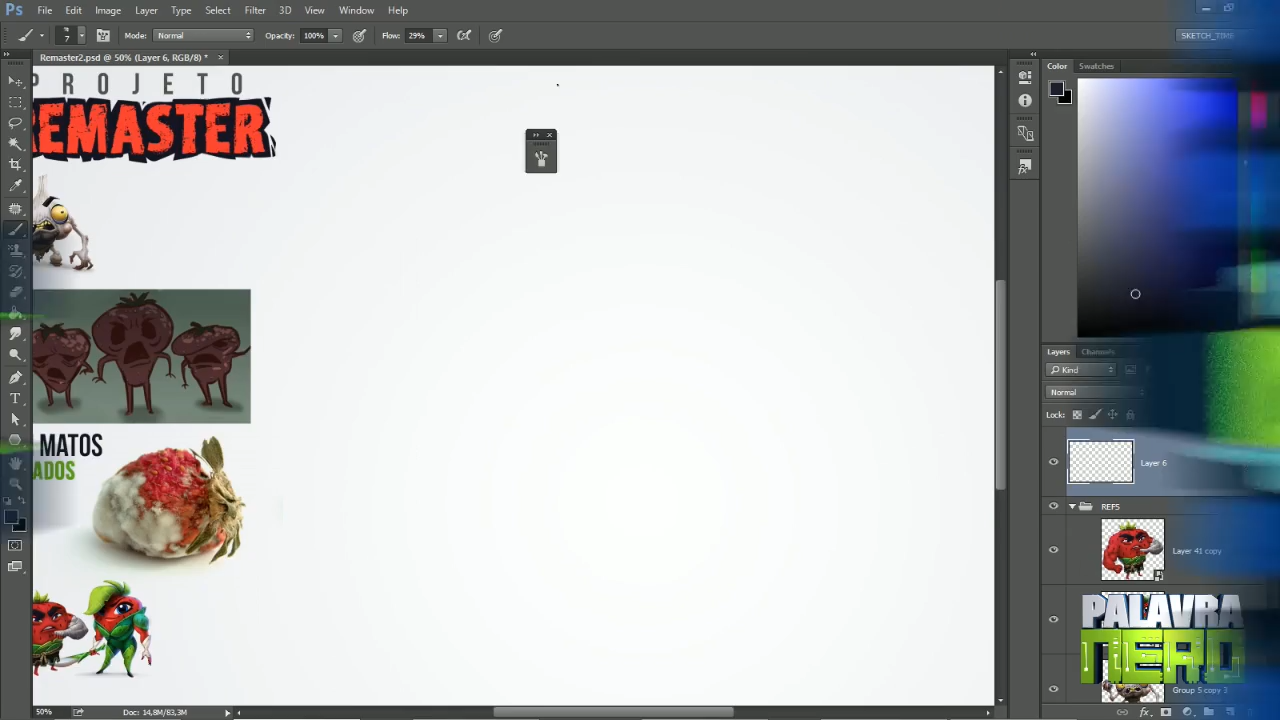 Ps File Edit Image Layer Type Select Filter 3D View Window Help
7 Mode: Normal Opacity: 100% Flow: 29%
Remaster2.psd @ 50% (Layer 6, RGB/8) * ×
PROJETO
REMASTER
MATOS
ADOS
Color Swatches
Layers Channels
Kind
Normal
Lock:
Layer 6
REFS
Layer 41 copy
PALAVRA
NERD
Group 5 copy 3
50% Doc: 14,8M/83,3M